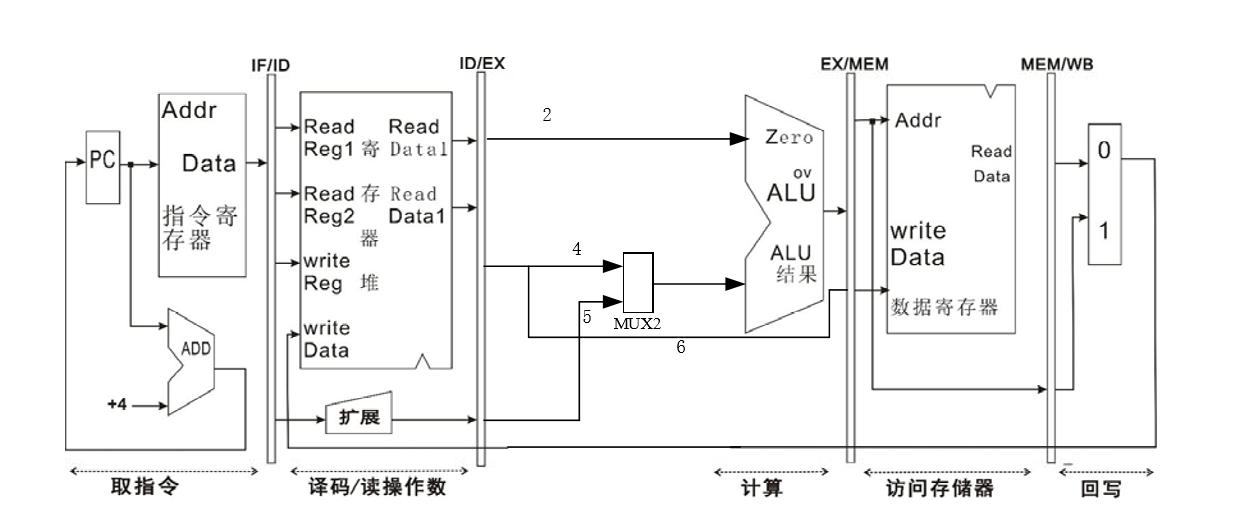 IF/ID
ID/EX
EX/MEM
MEM/WB
PC
Addr
Data
指令寄
存器
ADD
+4
Read
Reg1
Read
Reg2
write
Reg
write
Data
寄
存
器
堆
Read
Data1
Read
Data1
扩展
2
4
5
6
MUX2
Zero
ov
ALU
ALU
结果
Addr
Read
Data
write
Data
数据寄存器
0
1
取指令
译码/读操作数
计算
访问存储器
回写